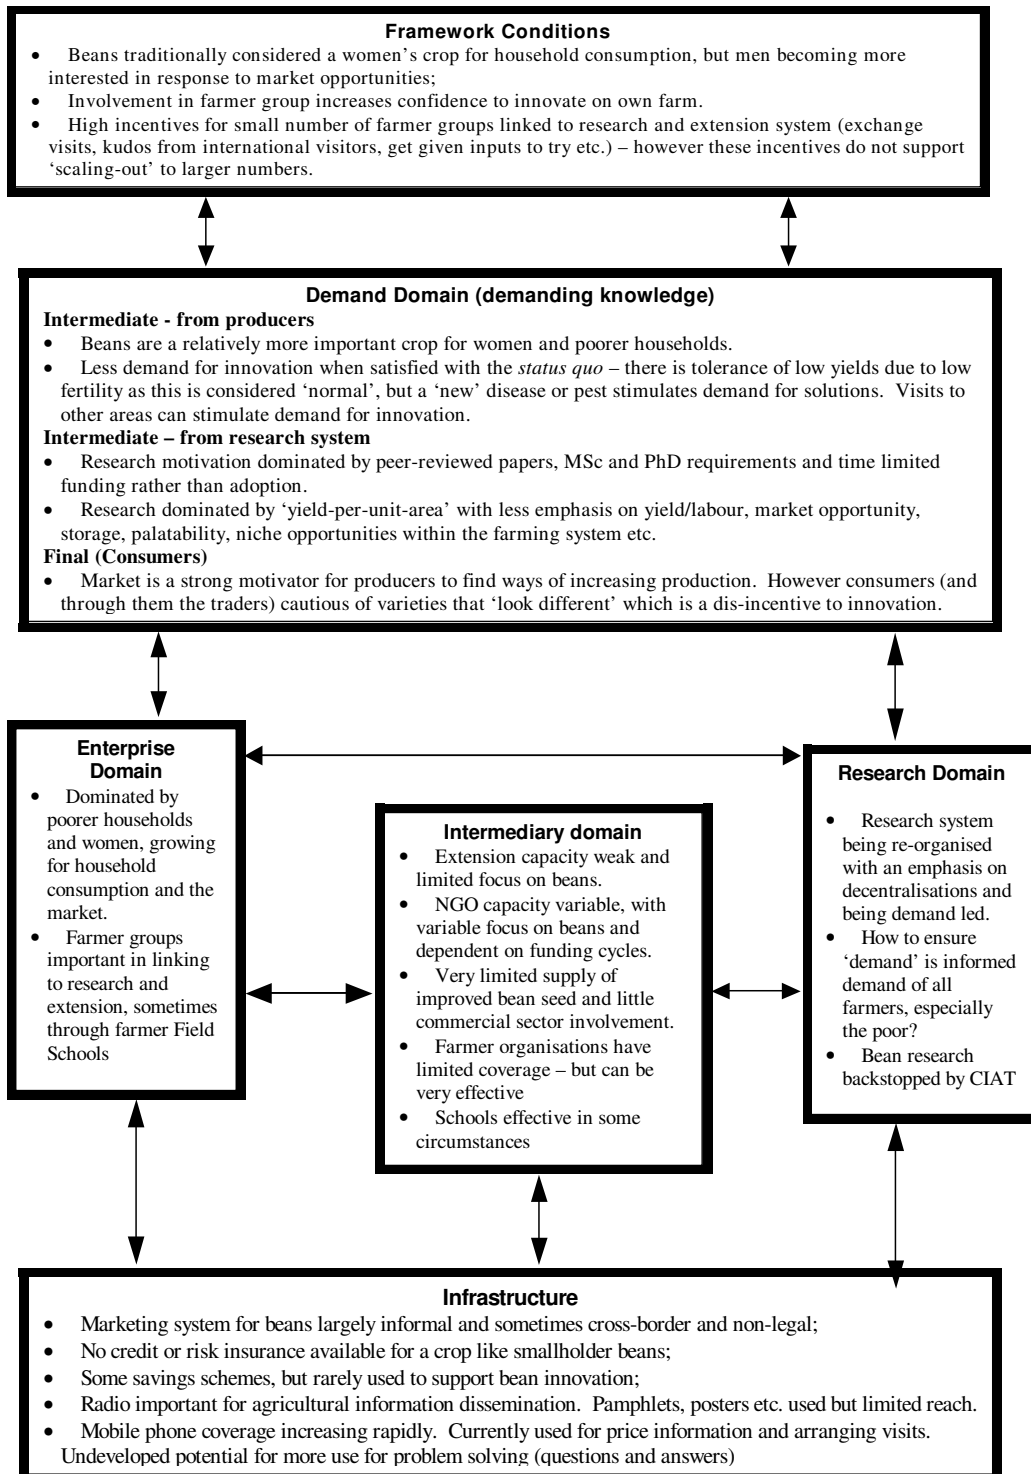 Framework Conditions
• Beans traditionally considered a women’s crop for household consumption, but men becoming more
interested in response to market opportunities;
• Involvement in farmer group increases confidence to innovate on own farm.
• High incentives for small number of farmer groups linked to research and extension system (exchange
visits, kudos from international visitors, get given inputs to try etc.) – however these incentives do not support
‘scaling-out’ to larger numbers.
Demand Domain (demanding knowledge)
Intermediate - from producers
• Beans are a relatively more important crop for women and poorer households.
• Less demand for innovation when satisfied with the status quo – there is tolerance of low yields due to low
fertility as this is considered ‘normal’, but a ‘new’ disease or pest stimulates demand for solutions. Visits to
other areas can stimulate demand for innovation.
Intermediate – from research system
• Research motivation dominated by peer-reviewed papers, MSc and PhD requirements and time limited
funding rather than adoption.
• Research dominated by ‘yield-per-unit-area’ with less emphasis on yield/labour, market opportunity,
storage, palatability, niche opportunities within the farming system etc.
Final (Consumers)
• Market is a strong motivator for producers to find ways of increasing production. However consumers (and
through them the traders) cautious of varieties that ‘look different’ which is a dis-incentive to innovation.
Enterprise
Domain
• Dominated by
poorer households
and women, growing
for household
consumption and the
market.
• Farmer groups
important in linking
to research and
extension, sometimes
through farmer Field
Schools
Intermediary domain
• Extension capacity weak and
limited focus on beans.
• NGO capacity variable, with
variable focus on beans and
dependent on funding cycles.
• Very limited supply of
improved bean seed and little
commercial sector involvement.
• Farmer organisations have
limited coverage – but can be
very effective
• Schools effective in some
circumstances
Research Domain
• Research system
being re-organised
with an emphasis on
decentralisations and
being demand led.
• How to ensure
‘demand’ is informed
demand of all
farmers, especially
the poor?
• Bean research
backstopped by CIAT
Infrastructure
• Marketing system for beans largely informal and sometimes cross-border and non-legal;
• No credit or risk insurance available for a crop like smallholder beans;
• Some savings schemes, but rarely used to support bean innovation;
• Radio important for agricultural information dissemination. Pamphlets, posters etc. used but limited reach.
• Mobile phone coverage increasing rapidly. Currently used for price information and arranging visits.
Undeveloped potential for more use for problem solving (questions and answers)